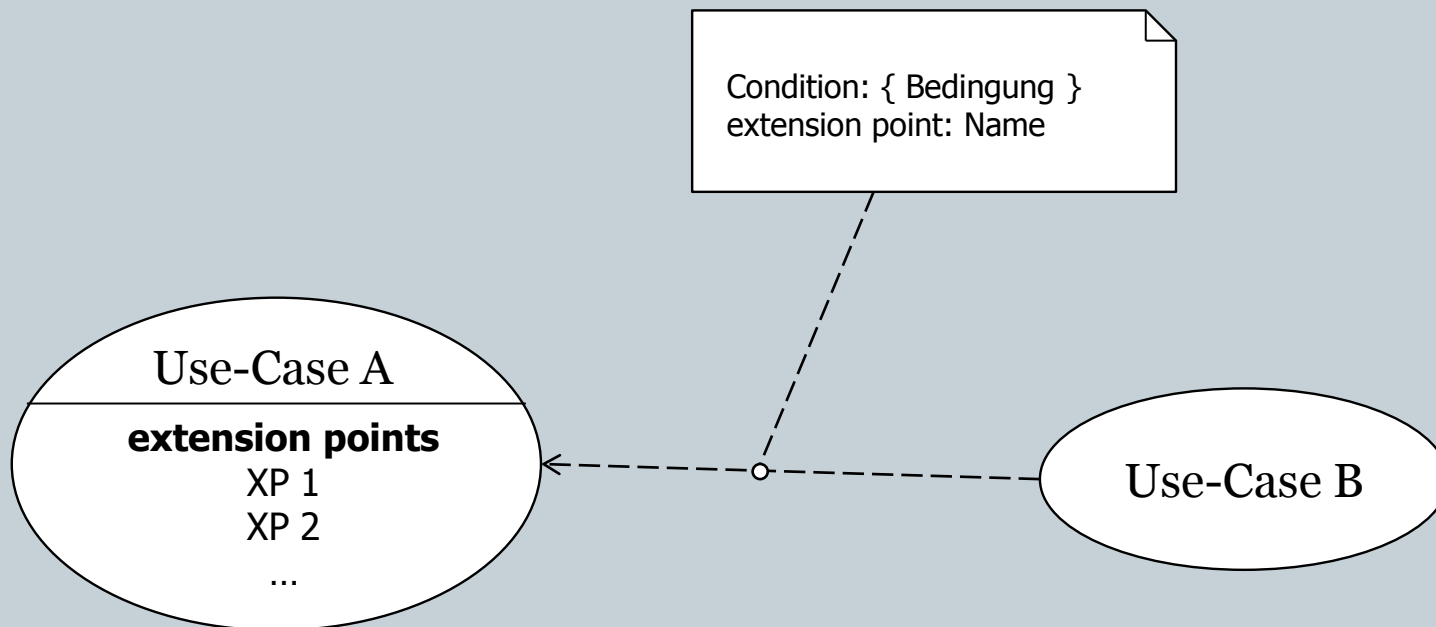 Condition: { Bedingung }
extension point: Name
Use-Case A
extension points
XP 1
XP 2
...
Use-Case B